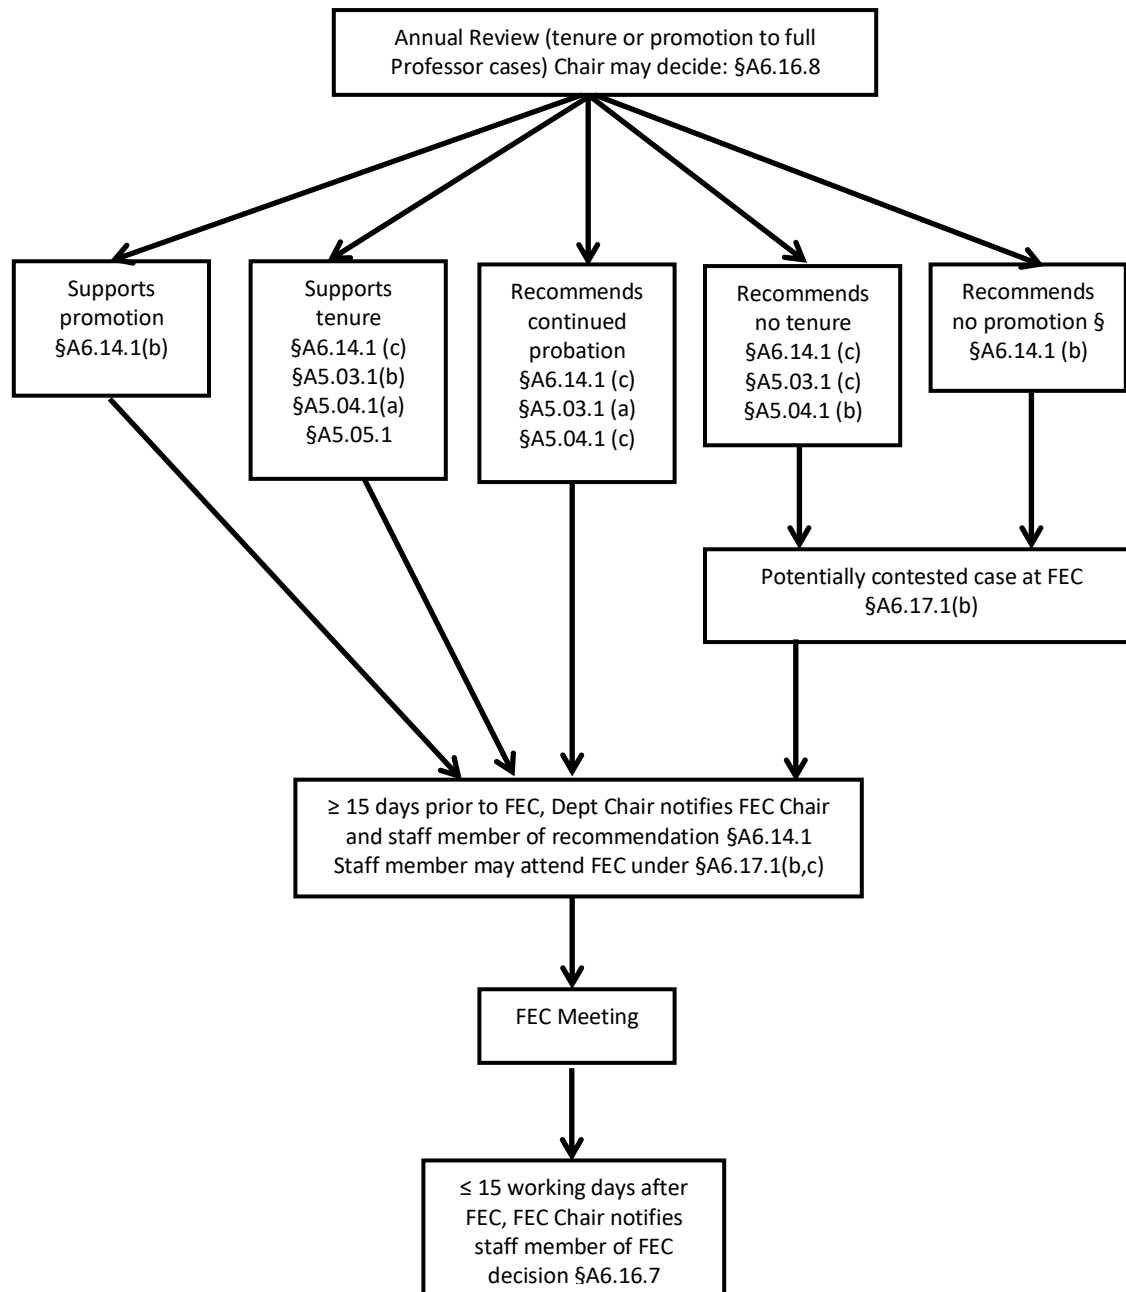 Annual Review (tenure or promotion to full
Professor cases) Chair may decide: §A6.16.8
Supports
promotion
§A6.14.1(b)
Supports
tenure
§A6.14.1 (c)
§A5.03.1(b)
§A5.04.1(a)
§A5.05.1
Recommends
continued
probation
§A6.14.1 (c)
§A5.03.1 (a)
§A5.04.1 (c)
Recommends
no tenure
§A6.14.1 (c)
§A5.03.1 (c)
§A5.04.1 (b)
Recommends
no promotion §
§A6.14.1 (b)
Potentially contested case at FEC
§A6.17.1(b)
≥ 15 days prior to FEC, Dept Chair notifies FEC Chair
and staff member of recommendation §A6.14.1
Staff member may attend FEC under §A6.17.1(b,c)
FEC Meeting
≤ 15 working days after
FEC, FEC Chair notifies
staff member of FEC
decision §A6.16.7